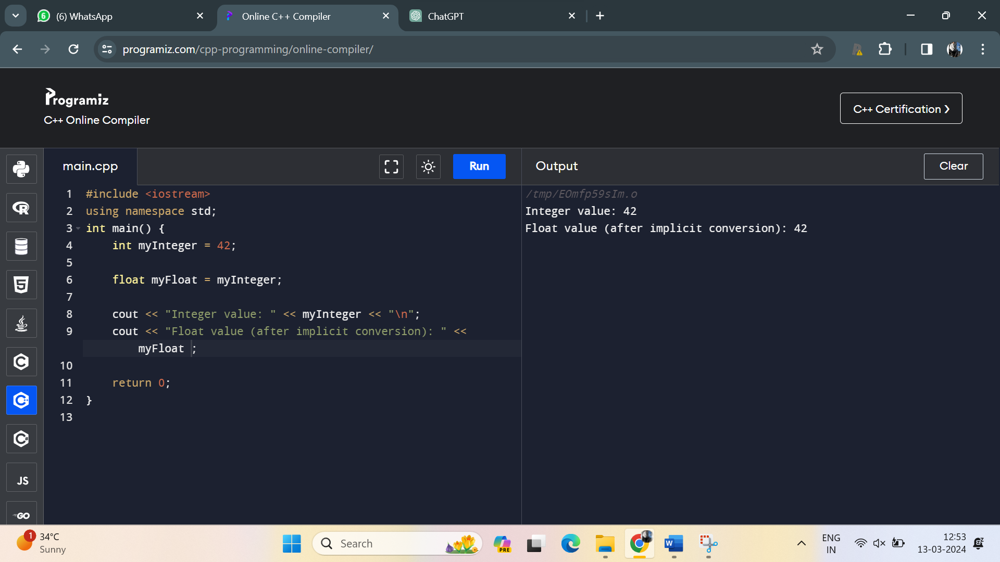 (6) WhatsApp
Online C++ Compiler
ChatGPT
programiz.com/cpp-programming/online-compiler/
Programiz
C++ Online Compiler
C++ Certification ❯
main.cpp
Run
Output
Clear
1 #include <iostream>
2 using namespace std;
3 int main() {
4 int myInteger = 42;
5
6 float myFloat = myInteger;
7
8 cout << "Integer value: " << myInteger << "\n";
9 cout << "Float value (after implicit conversion): " <<
myFloat ;
10
11 return 0;
12 }
13
/tmp/EOmfp59sIm.o
Integer value: 42
Float value (after implicit conversion): 42
JS
GO
1
34°C
Sunny
Search
PRE
W
ENG
IN
12:53
13-03-2024